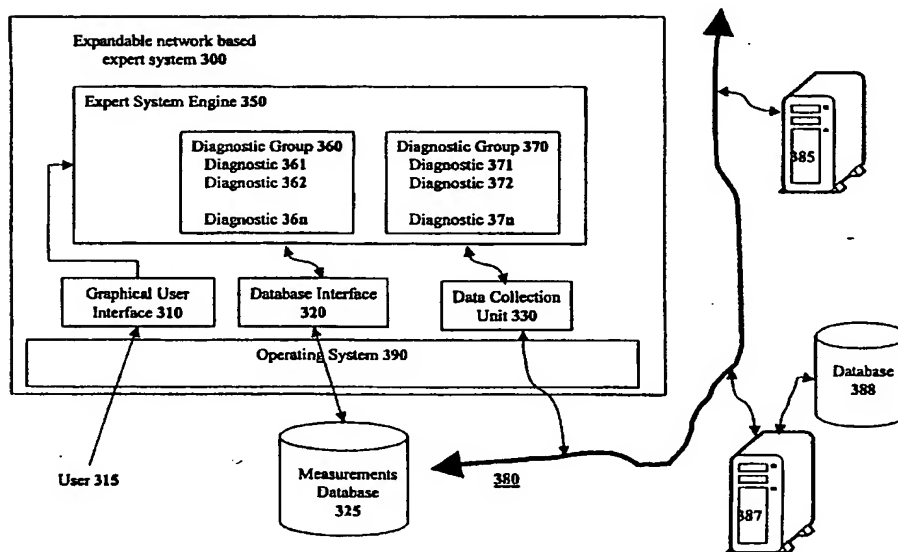 Expandable network based
expert system 300
Expert System Engine 350
Diagnostic Group 360
Diagnostic 361
Diagnostic 362
Diagnostic 36n
Diagnostic Group 370
Diagnostic 371
Diagnostic 372
Diagnostic 37n
385
Graphical User
Interface 310
Database Interface
320
Data Collection
Unit 330
Operating System 390
Database
388
User 315
Measurements
Database
325
380
387